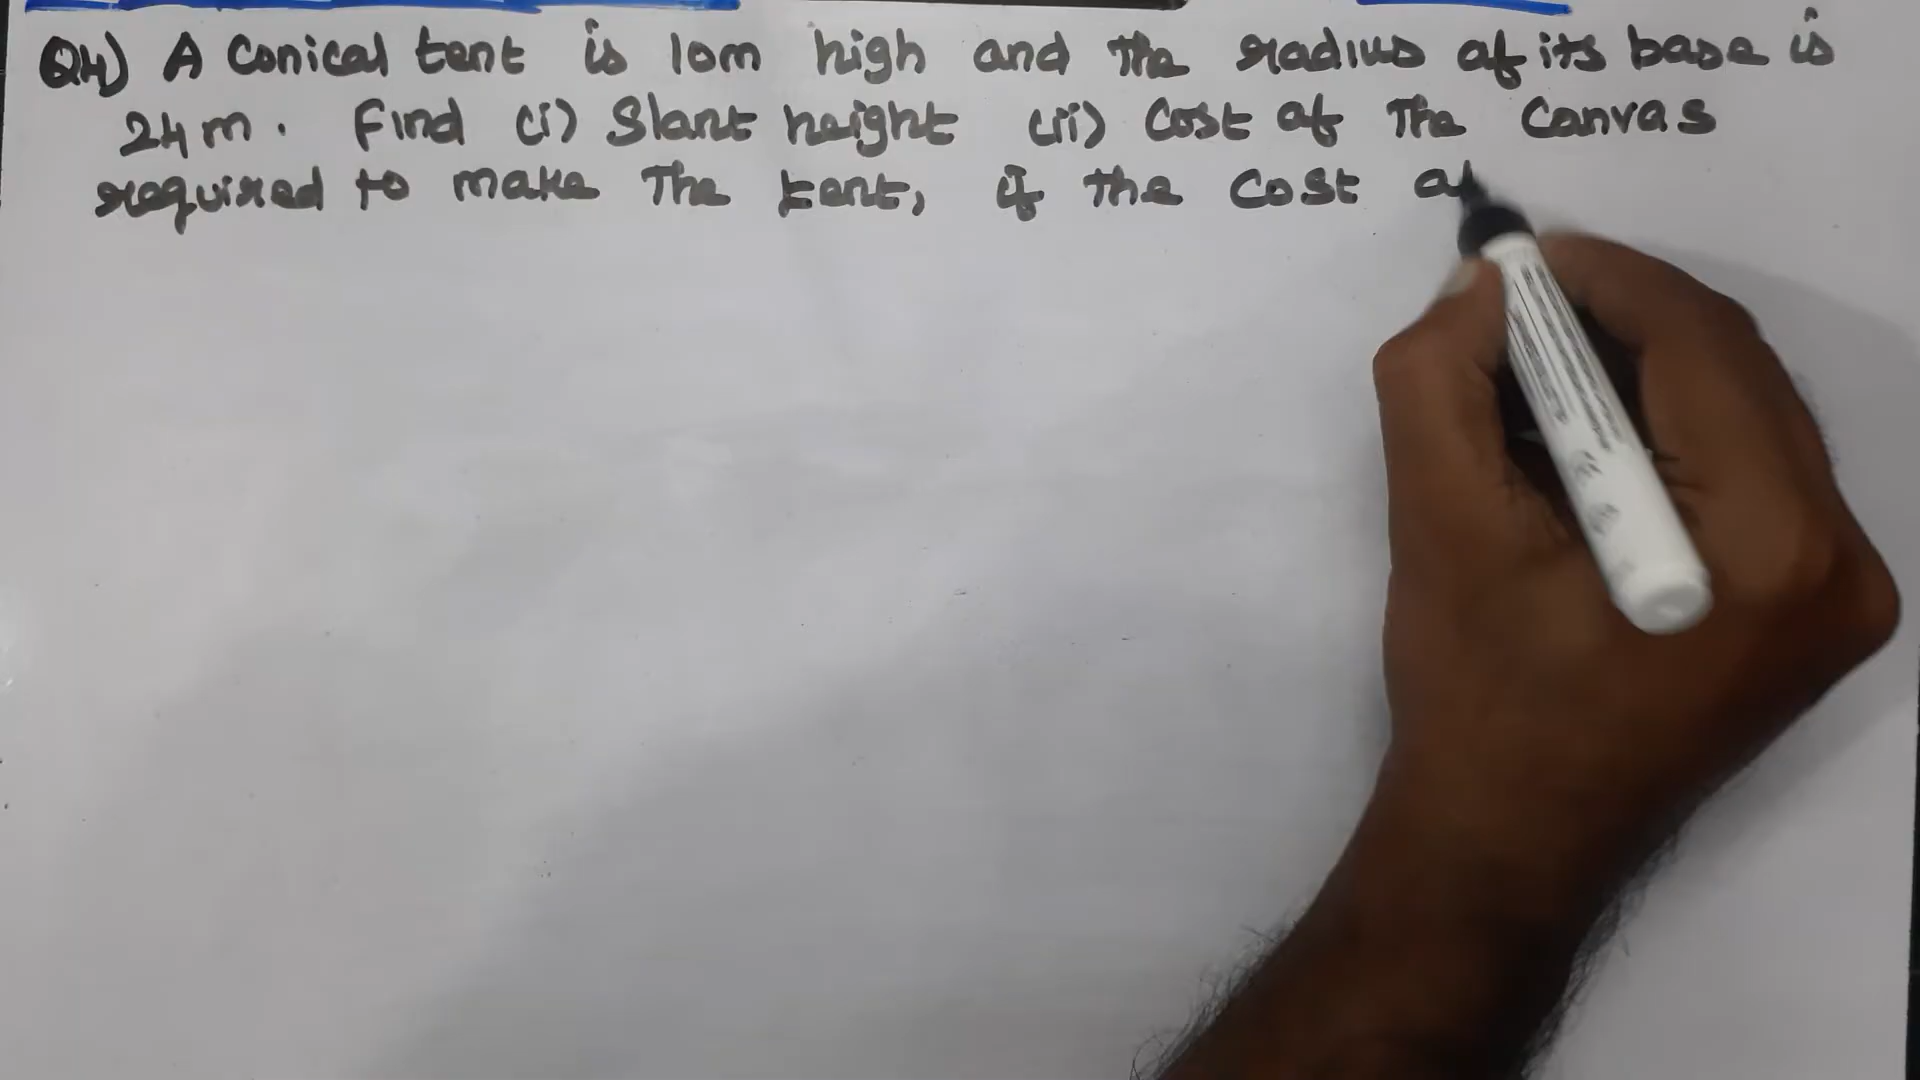 Q4) A Conical tent is 10m high and the radius of its base is
24m. Find (i) Slant height (ii) Cost of the Canvas
required to make the tent, if the cost of